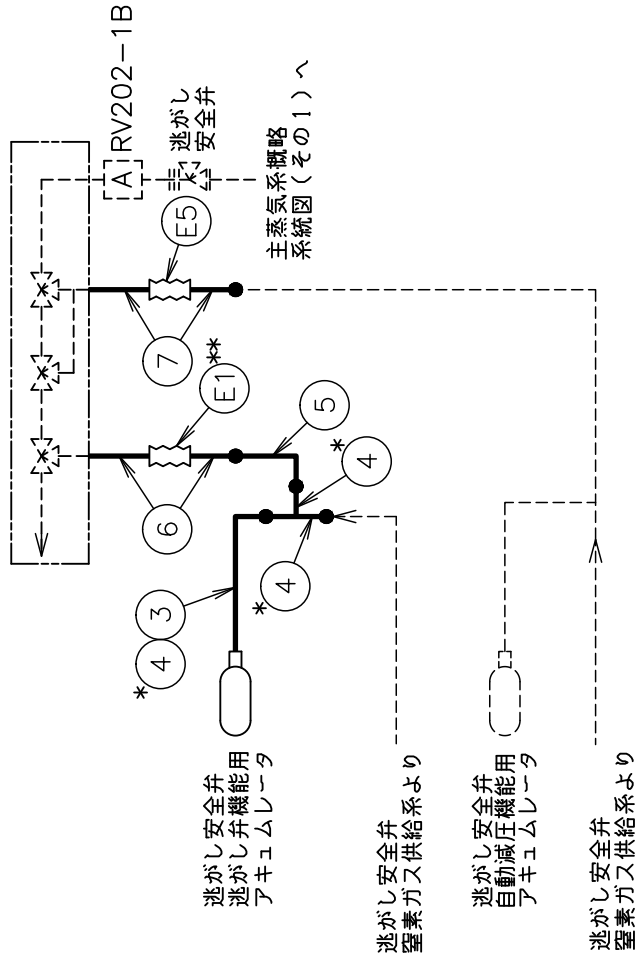 逃がし安全弁
逃がし弁機能用
アキュムレータ
逃がし安全弁
窒素ガス供給系より
逃がし安全弁
自動減圧機能用
アキュムレータ
逃がし安全弁
窒素ガス供給系より
*
4
3
*
4
*
4
5
6
**
E1
7
E5
A
RV202-1B
逃がし
安全弁
主蒸気系概略
系統図(その1)へ